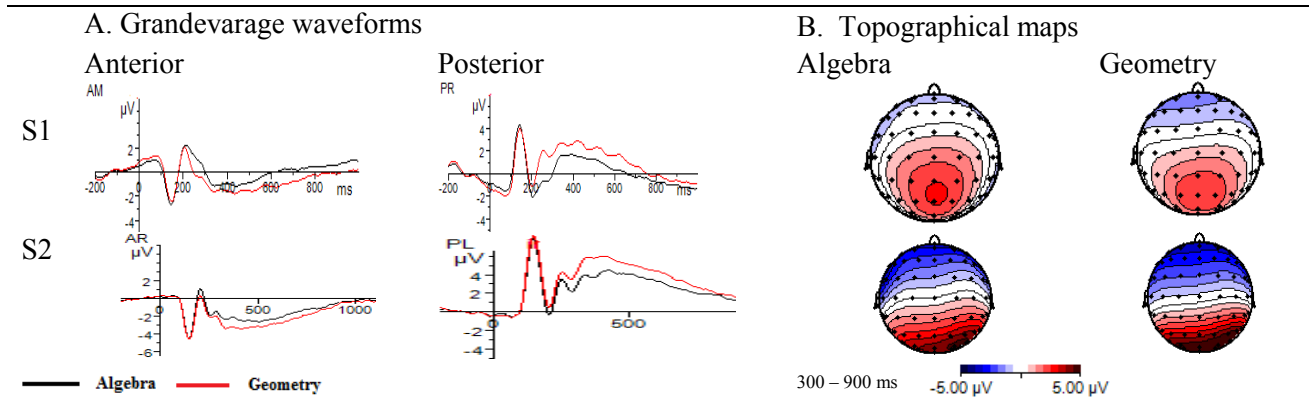 A. Grandevarage waveforms
B. Topographical maps
Anterior
Posterior
Algebra
Geometry
S1
AM
μV
2
-2
-4
-200
0
200
400
600
800
ms
PR
μV
4
2
-2
-4
-200
0
200
400
600
800
ms
S2
AR
μV
2
-2
-4
-6
0
500
1000
PL
μV
4
2
-2
-4
0
500
Algebra
Geometry
300 – 900 ms
-5.00 μV
5.00 μV